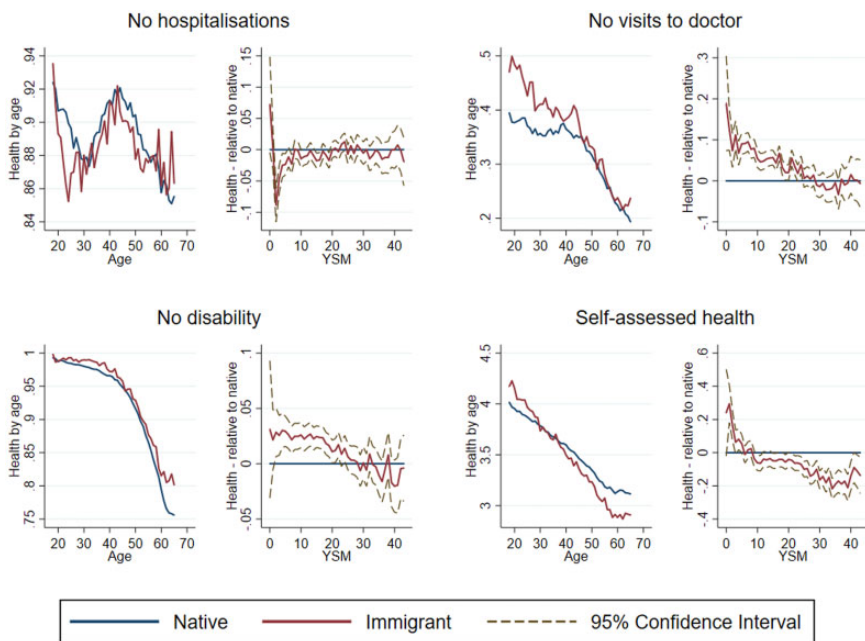 No hospitalisations
Health by age
.84 .86 .88 .9 .92 .94
20 30 40 50 60 70
Age
Health - relative to native
-.1 -.05 0 .05 .1 .15
0 10 20 30 40
YSM
No visits to doctor
Health by age
.2 .3 .4 .5
20 30 40 50 60 70
Age
Health - relative to native
-.1 0 .1 .2 .3
0 10 20 30 40
YSM
No disability
Health by age
.75 .8 .85 .9 .95 1
20 30 40 50 60 70
Age
Health - relative to native
-.05 0 .05 .1
0 10 20 30 40
YSM
Self-assessed health
Health by age
3 3.5 4 4.5
20 30 40 50 60 70
Age
Health - relative to native
-.4 -.2 0 .2 .4 .6
0 10 20 30 40
YSM
Native Immigrant 95% Confidence Interval